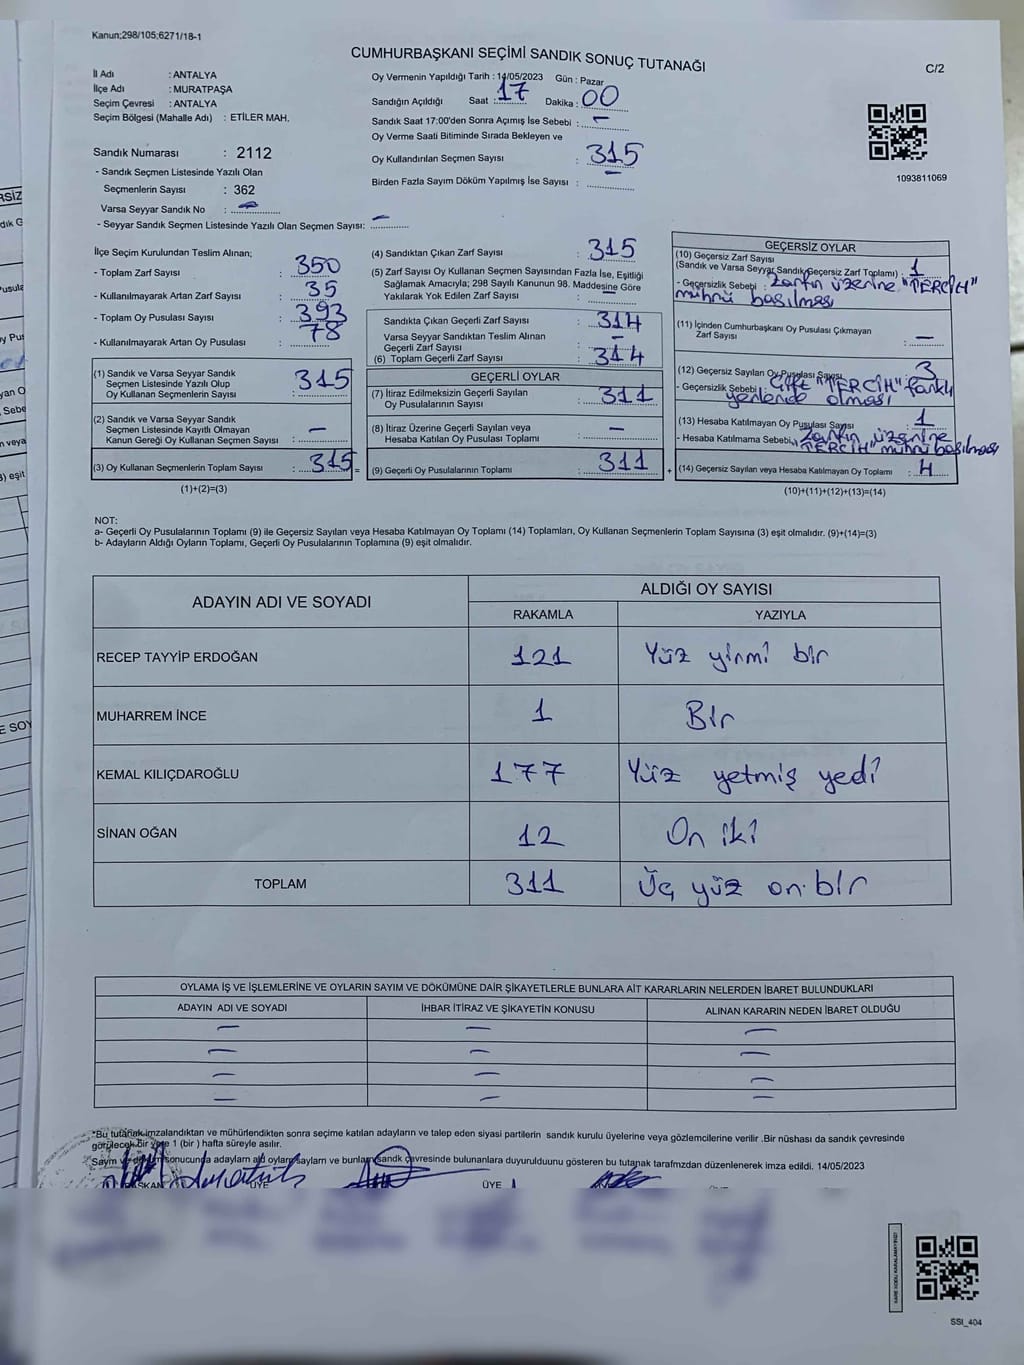 Kanun;298/105;6271/18-1
CUMHURBAŞKANI SEÇİMİ SANDIK SONUÇ TUTANAĞI
C/2
İl Adı : ANTALYA
İlçe Adı : MURATPAŞA
Seçim Çevresi : ANTALYA
Seçim Bölgesi (Mahalle Adı) : ETİLER MAH.
Sandık Numarası : 2112
- Sandık Seçmen Listesinde Yazılı Olan
Seçmenlerin Sayısı : 362
Varsa Seyyar Sandık No : –
- Seyyar Sandık Seçmen Listesinde Yazılı Olan Seçmen Sayısı: –
Oy Vermenin Yapıldığı Tarih : 14/05/2023 Gün : Pazar
Sandığın Açıldığı Saat : 17 Dakika : 00
Sandık Saat 17:00'den Sonra Açımış İse Sebebi : –
Oy Verme Saati Bitiminde Sırada Bekleyen ve
Oy Kullandırılan Seçmen Sayısı : 315
Birden Fazla Sayım Döküm Yapılmış İse Sayısı : –
1093811069
İlçe Seçim Kurulundan Teslim Alınan;
- Toplam Zarf Sayısı : 350
- Kullanılmayarak Artan Zarf Sayısı : 35
- Toplam Oy Pusulası Sayısı : 393
- Kullanılmayarak Artan Oy Pusulası : 78
(1) Sandık ve Varsa Seyyar Sandık
Seçmen Listesinde Yazılı Olup
Oy Kullanan Seçmenlerin Sayısı : 315
(2) Sandık ve Varsa Seyyar Sandık
Seçmen Listesinde Kayıtlı Olmayan
Kanun Gereği Oy Kullanan Seçmen Sayısı : –
(3) Oy Kullanan Seçmenlerin Toplam Sayısı : 315 =
(1)+(2)=(3)
(4) Sandıktan Çıkan Zarf Sayısı : 315
(5) Zarf Sayısı Oy Kullanan Seçmen Sayısından Fazla İse, Eşitliği
Sağlamak Amacıyla; 298 Sayılı Kanunun 98. Maddesine Göre
Yakılarak Yok Edilen Zarf Sayısı : –
Sandıkta Çıkan Geçerli Zarf Sayısı : 314
Varsa Seyyar Sandıktan Teslim Alınan
Geçerli Zarf Sayısı : –
(6) Toplam Geçerli Zarf Sayısı : 314
GEÇERLİ OYLAR
(7) İtiraz Edilmeksizin Geçerli Sayılan
Oy Pusulalarının Sayısı : 311
(8) İtiraz Üzerine Geçerli Sayılan veya
Hesaba Katılan Oy Pusulası Toplamı : –
(9) Geçerli Oy Pusulalarının Toplamı : 311 +
GEÇERSİZ OYLAR
(10) Geçersiz Zarf Sayısı
(Sandık ve Varsa Seyyar Sandık Geçersiz Zarf Toplamı) : 1
- Geçersizlik Sebebi : Zarfın üzerine "TERCİH"
mührü basılması
(11) İçinden Cumhurbaşkanı Oy Pusulası Çıkmayan
Zarf Sayısı : –
(12) Geçersiz Sayılan Oy Pusulası Sayısı : 3
- Geçersizlik Sebebi : Çift "TERCİH" farklı
yerlerde olması
(13) Hesaba Katılmayan Oy Pusulası Sayısı : 1
- Hesaba Katılmama Sebebi : Zarfın üzerine
"TERCİH" mührü basılması
(14) Geçersiz Sayılan veya Hesaba Katılmayan Oy Toplamı : 4
(10)+(11)+(12)+(13)=(14)
NOT:
a- Geçerli Oy Pusulalarının Toplamı (9) ile Geçersiz Sayılan veya Hesaba Katılmayan Oy Toplamı (14) Toplamları, Oy Kullanan Seçmenlerin Toplam Sayısına (3) eşit olmalıdır. (9)+(14)=(3)
b- Adayların Aldığı Oyların Toplamı, Geçerli Oy Pusulalarının Toplamına (9) eşit olmalıdır.
ADAYIN ADI VE SOYADI
ALDIĞI OY SAYISI
RAKAMLA YAZIYLA
RECEP TAYYİP ERDOĞAN 121 Yüz yirmi bir
MUHARREM İNCE 1 Bir
KEMAL KILIÇDAROĞLU 177 Yüz yetmiş yedi
SİNAN OĞAN 12 On iki
TOPLAM 311 Üç yüz on bir
OYLAMA İŞ VE İŞLEMLERİNE VE OYLARIN SAYIM VE DÖKÜMÜNE DAİR ŞİKAYETLERLE BUNLARA AİT KARARLARIN NELERDEN İBARET BULUNDUKLARI
ADAYIN ADI VE SOYADI İHBAR İTİRAZ VE ŞİKAYETİN KONUSU ALINAN KARARIN NEDEN İBARET OLDUĞU
– – –
– – –
– – –
– – –
*Bu tutanak imzalandıktan ve mühürlendikten sonra seçime katılan adayların ve talep eden siyasi partilerin sandık kurulu üyelerine veya gözlemcilerine verilir .Bir nüshası da sandık çevresinde
görülecek bir yere 1 (bir ) hafta süreyle asılır.
Sayım ve döküm sonucunda adayların aldığı oyların sayıları ve bunların sandık çevresinde bulunanlara duyurulduunu gösteren bu tutanak tarafmzdan düzenlenerek imza edildi. 14/05/2023
BAŞKAN ÜYE ÜYE
SSI_404